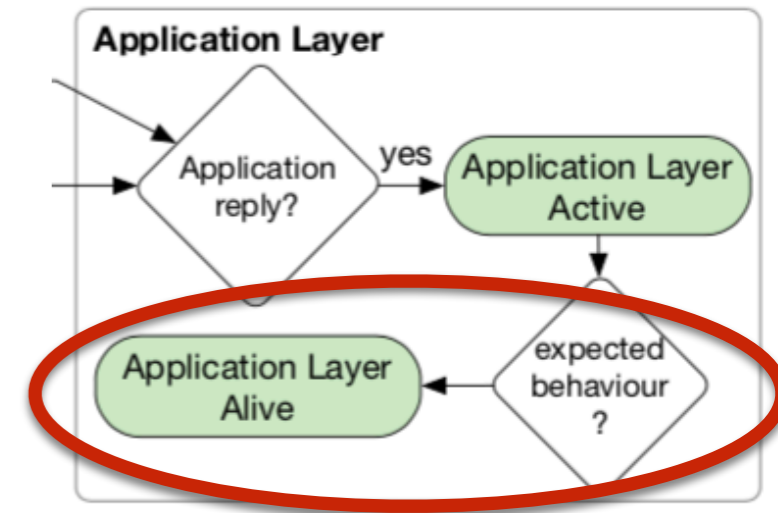 Application Layer
Application
reply?
yes
Application Layer
Active
expected
behaviour
?
Application Layer
Alive